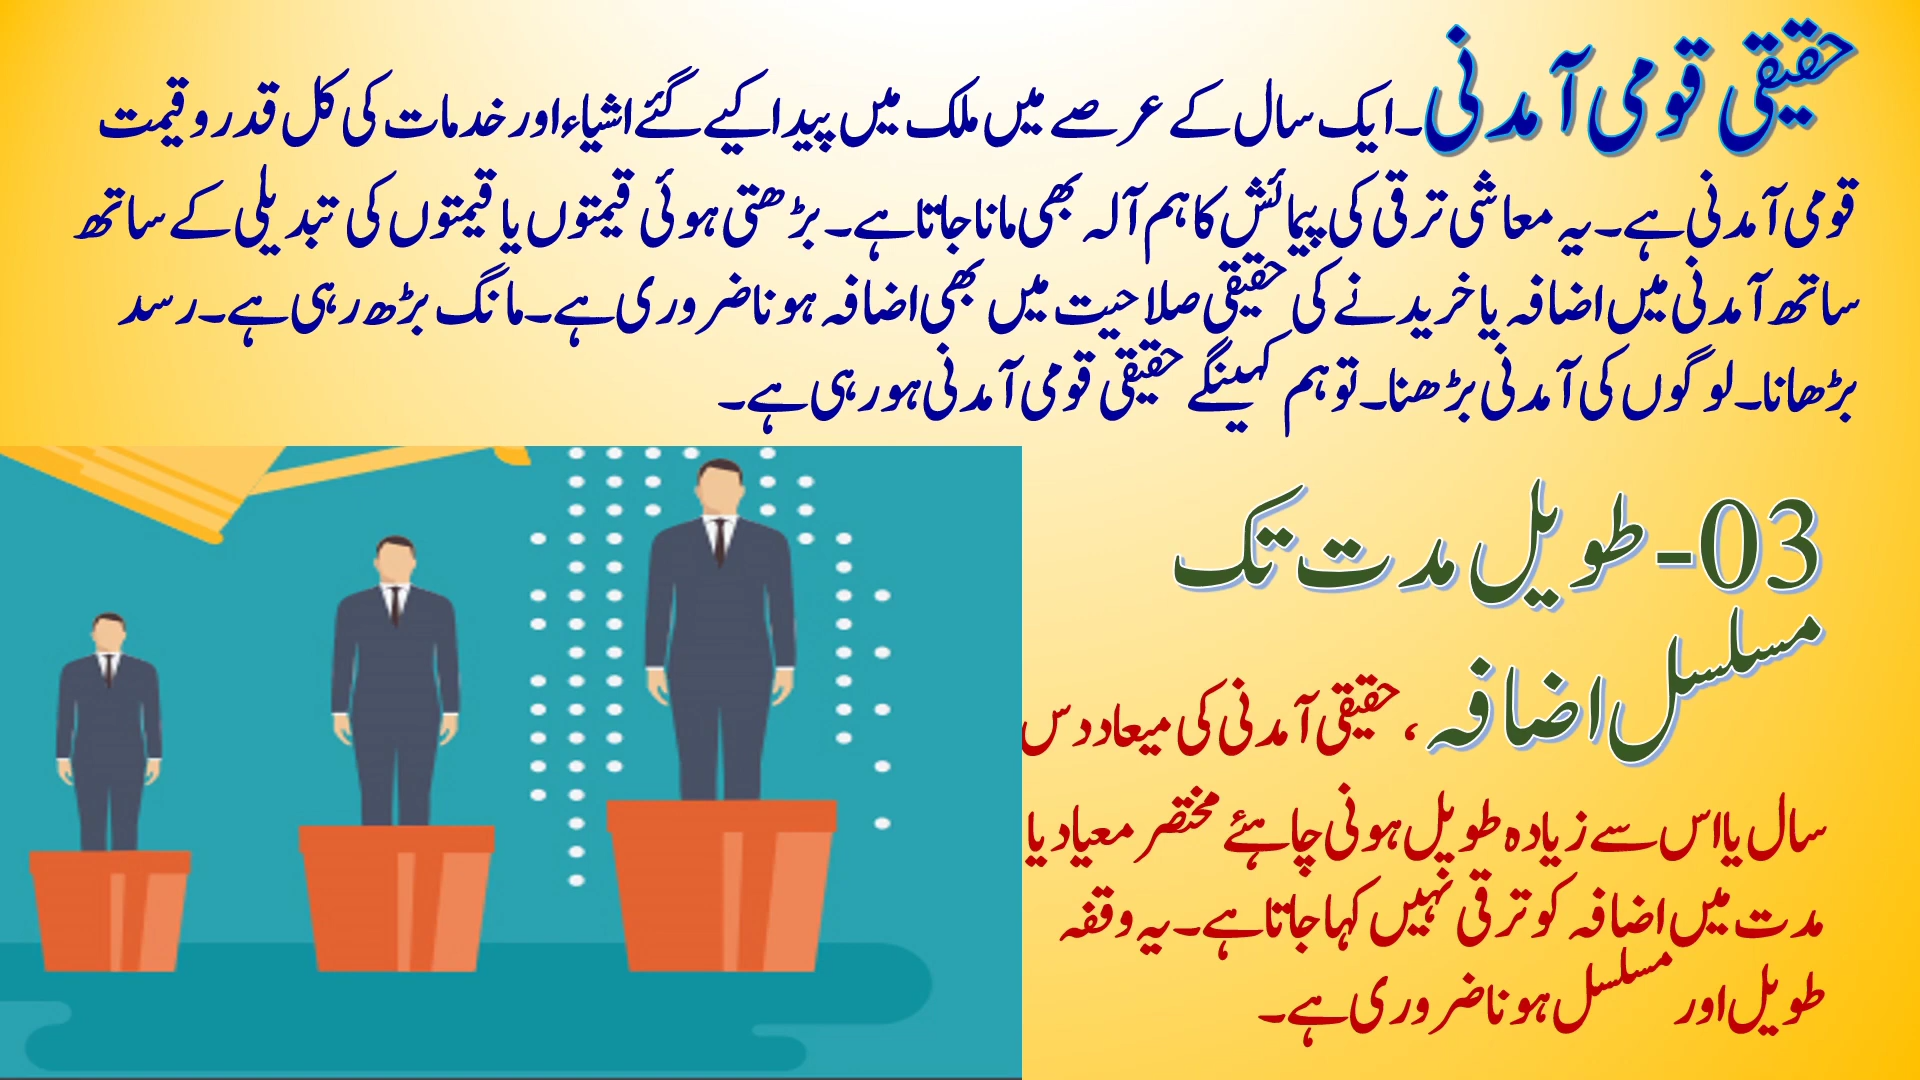 حقیقی قومی آمدنی۔ ایک سال کے عرصے میں ملک میں پیدا کیے گئے اشیاء اور خدمات کی کل قدر و قیمت
قومی آمدنی ہے۔ یہ معاشی ترقی کی پیمائش کا ہم آلہ بھی مانا جاتا ہے۔ بڑھتی ہوئی قیمتوں یا قیمتوں کی تبدیلی کے ساتھ
ساتھ آمدنی میں اضافہ یا خریدنے کی حقیقی صلاحیت میں بھی اضافہ ہونا ضروری ہے۔ مانگ بڑھ رہی ہے۔ رسد
بڑھانا۔ لوگوں کی آمدنی بڑھنا۔ تو ہم کہینگے حقیقی قومی آمدنی ہو رہی ہے۔
03- طویل مدت تک
مسلسل اضافہ ، حقیقی آمدنی کی میعاد دس
سال یا اس سے زیادہ طویل ہونی چاہئے مختصر معیاد یا
مدت میں اضافہ کو ترقی نہیں کہا جاتا ہے۔ یہ وقفہ
طویل اور مسلسل ہونا ضروری ہے۔